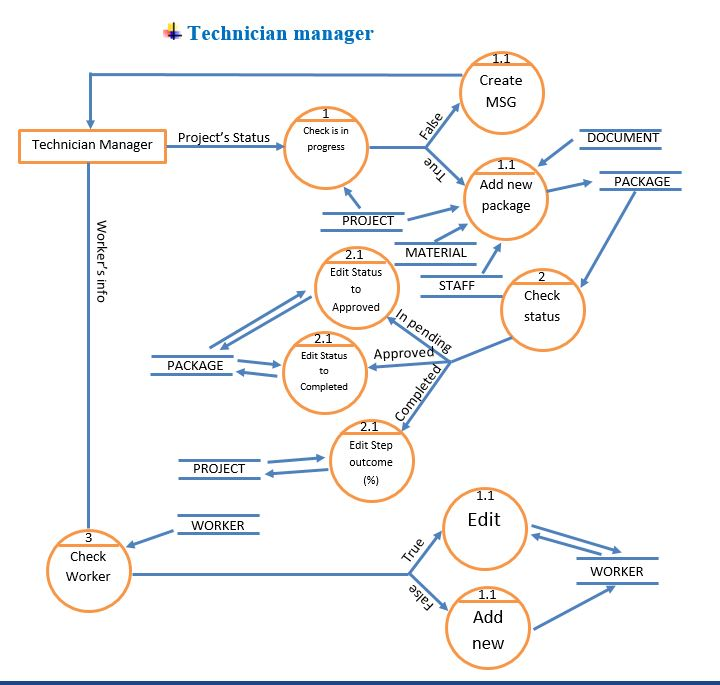 Technician manager
1.1
Create
MSG
Technician Manager
Project's Status
1
Check is in
progress
False
True
1.1
Add new
package
DOCUMENT
PACKAGE
PROJECT
MATERIAL
STAFF
Worker's info
2.1
Edit Status
to
Approved
2
Check
status
In pending
Approved
Completed
2.1
Edit Status
to
Completed
PACKAGE
2.1
Edit Step
outcome
(%)
PROJECT
WORKER
3
Check
Worker
True
False
1.1
Edit
WORKER
1.1
Add
new